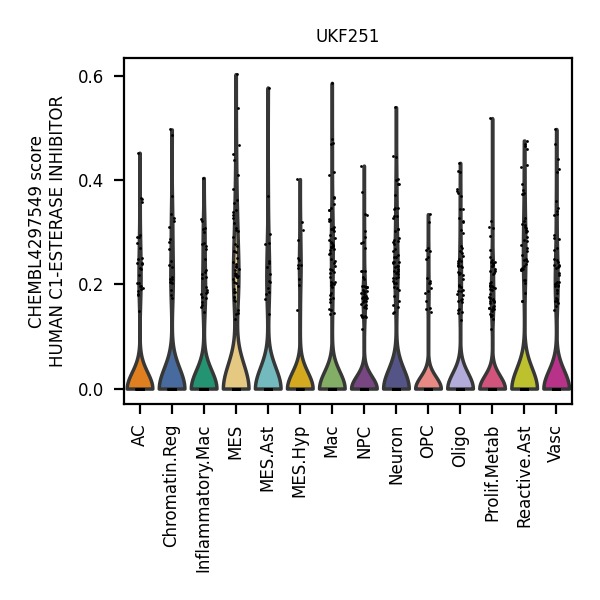 UKF251
CHEMBL4297549 score
HUMAN C1-ESTERASE INHIBITOR
0.6
0.4
0.2
0.0
AC
Chromatin.Reg
Inflammatory.Mac
MES
MES.Ast
MES.Hyp
Mac
NPC
Neuron
OPC
Oligo
Prolif.Metab
Reactive.Ast
Vasc